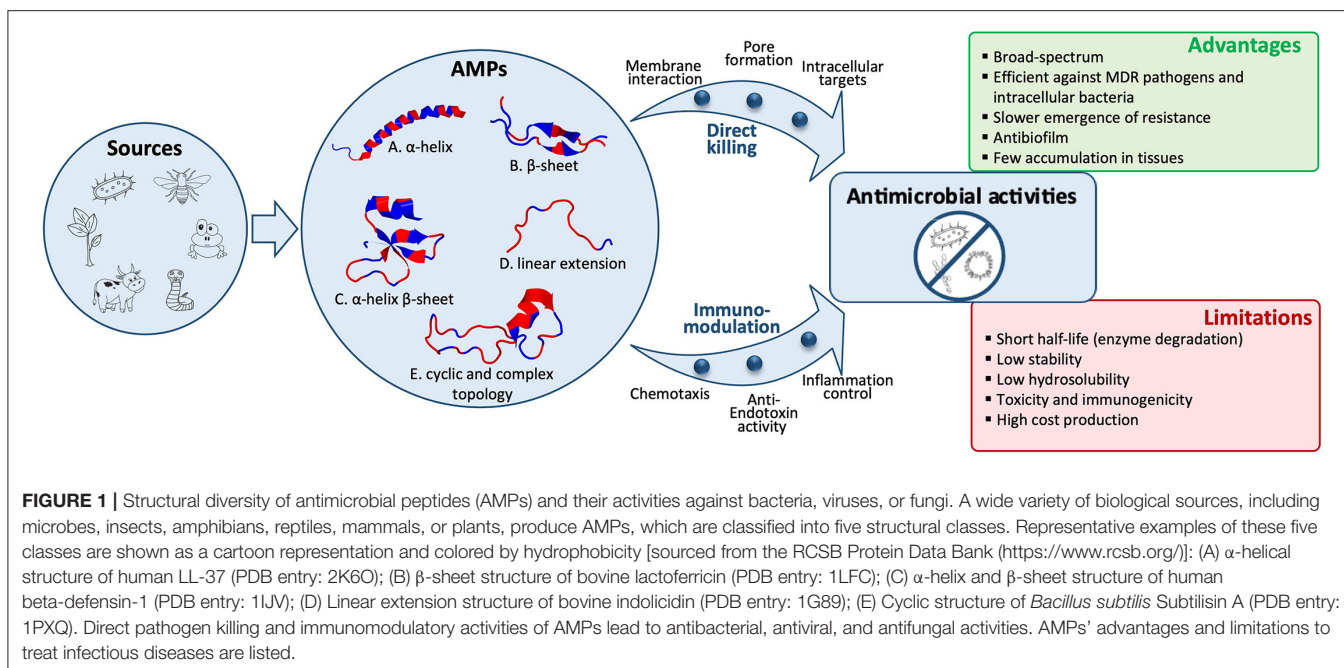 Sources
AMPs
A. α-helix
B. β-sheet
C. α-helix β-sheet
D. linear extension
E. cyclic and complex
topology
Membrane
interaction
Pore
formation
Intracellular
targets
Direct
killing
Immuno-
modulation
Chemotaxis
Anti-
Endotoxin
activity
Inflammation
control
Antimicrobial activities
Advantages
▪ Broad-spectrum
▪ Efficient against MDR pathogens and
intracellular bacteria
▪ Slower emergence of resistance
▪ Antibiofilm
▪ Few accumulation in tissues
Limitations
▪ Short half-life (enzyme degradation)
▪ Low stability
▪ Low hydrosolubility
▪ Toxicity and immunogenicity
▪ High cost production
FIGURE 1 | Structural diversity of antimicrobial peptides (AMPs) and their activities against bacteria, viruses, or fungi. A wide variety of biological sources, including
microbes, insects, amphibians, reptiles, mammals, or plants, produce AMPs, which are classified into five structural classes. Representative examples of these five
classes are shown as a cartoon representation and colored by hydrophobicity [sourced from the RCSB Protein Data Bank (https://www.rcsb.org/)]: (A) α-helical
structure of human LL-37 (PDB entry: 2K6O); (B) β-sheet structure of bovine lactoferricin (PDB entry: 1LFC); (C) α-helix and β-sheet structure of human
beta-defensin-1 (PDB entry: 1IJV); (D) Linear extension structure of bovine indolicidin (PDB entry: 1G89); (E) Cyclic structure of Bacillus subtilis Subtilisin A (PDB entry:
1PXQ). Direct pathogen killing and immunomodulatory activities of AMPs lead to antibacterial, antiviral, and antifungal activities. AMPs' advantages and limitations to
treat infectious diseases are listed.